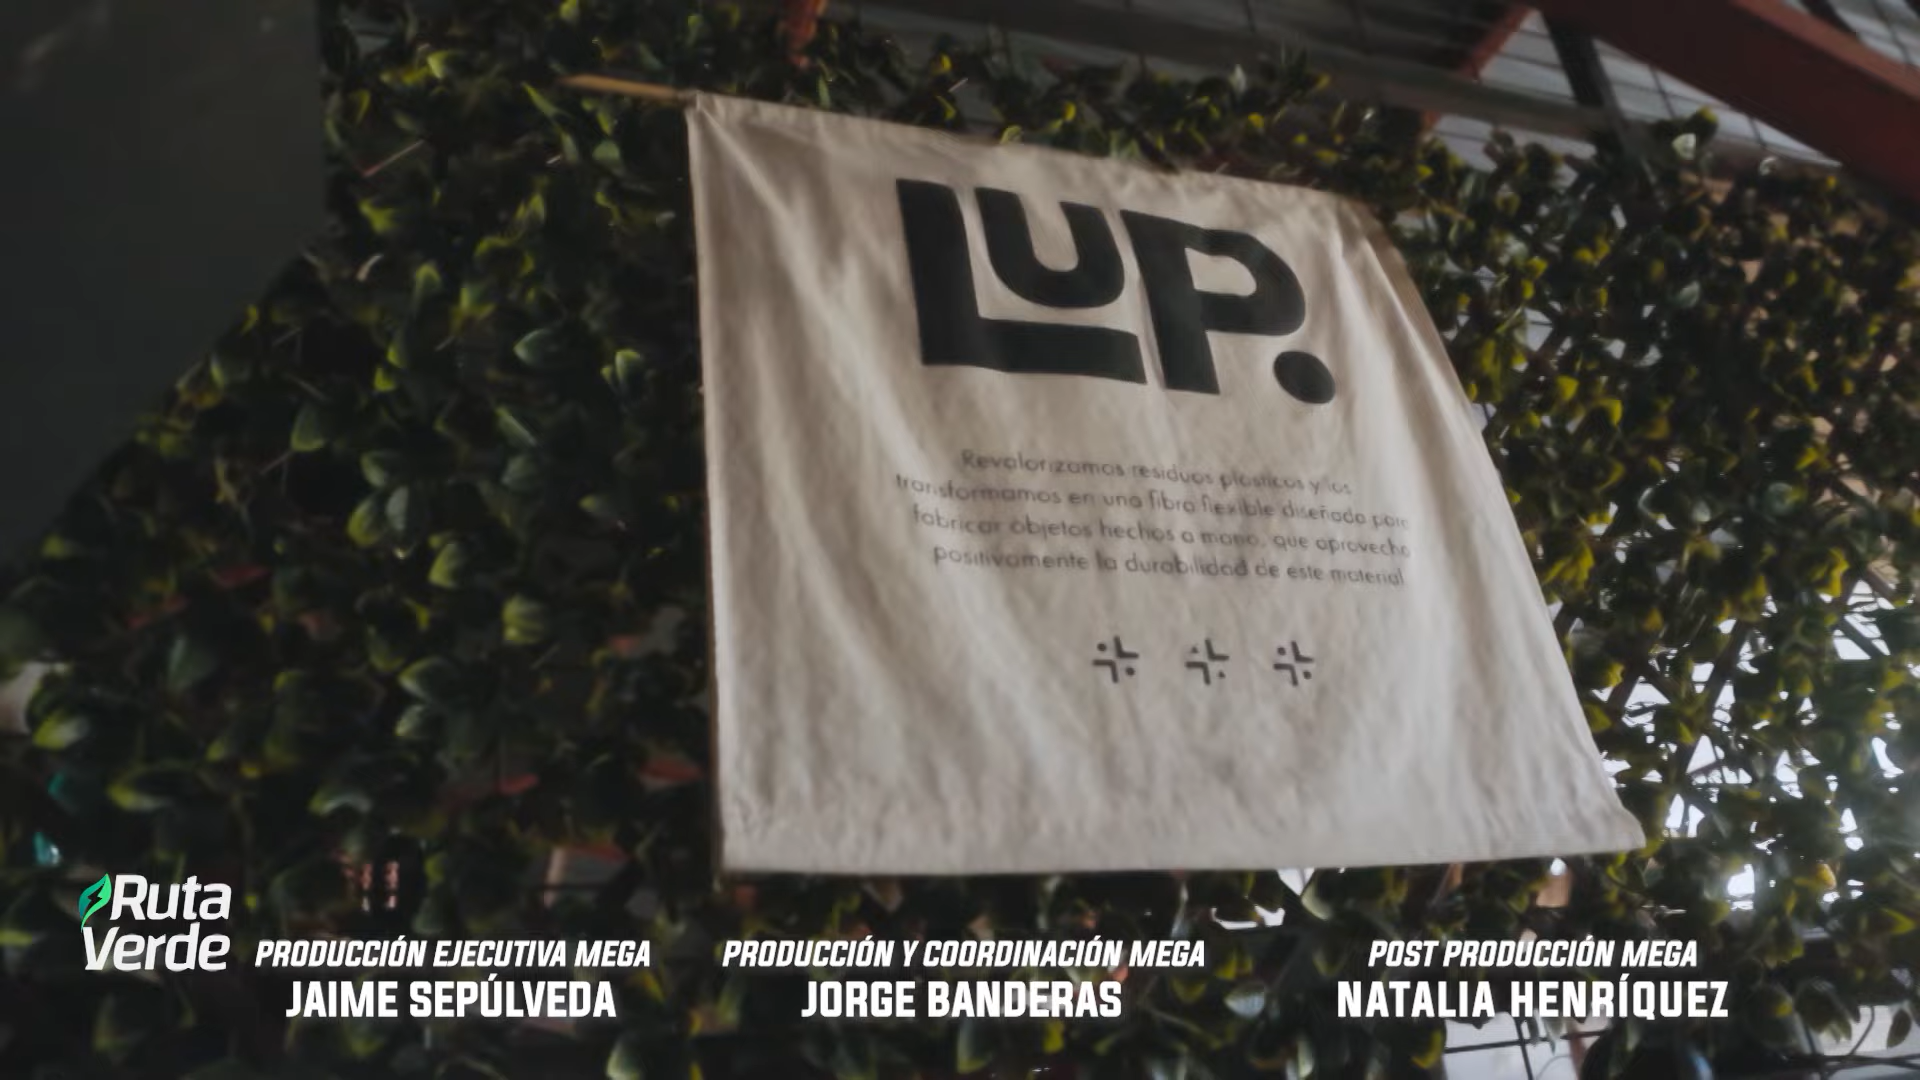 LUP.
Revalorizamos residuos plásticos y los
transformamos en una fibra flexible diseñada para
fabricar objetos hechos a mano, que aprovecha
positivamente la durabilidad de este material
Ruta
Verde
PRODUCCIÓN EJECUTIVA MEGA
JAIME SEPÚLVEDA
PRODUCCIÓN Y COORDINACIÓN MEGA
JORGE BANDERAS
POST PRODUCCIÓN MEGA
NATALIA HENRÍQUEZ